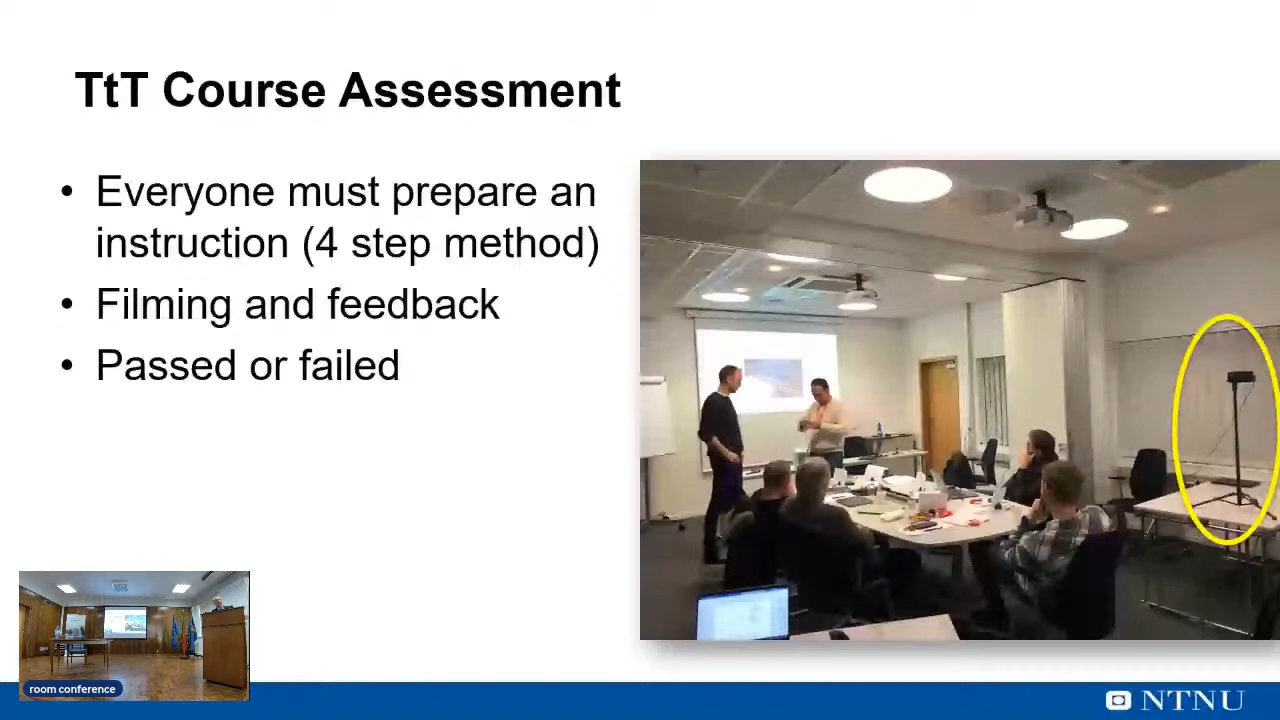 TtT Course Assessment
• Everyone must prepare an
instruction (4 step method)
• Filming and feedback
• Passed or failed
room conference
NTNU